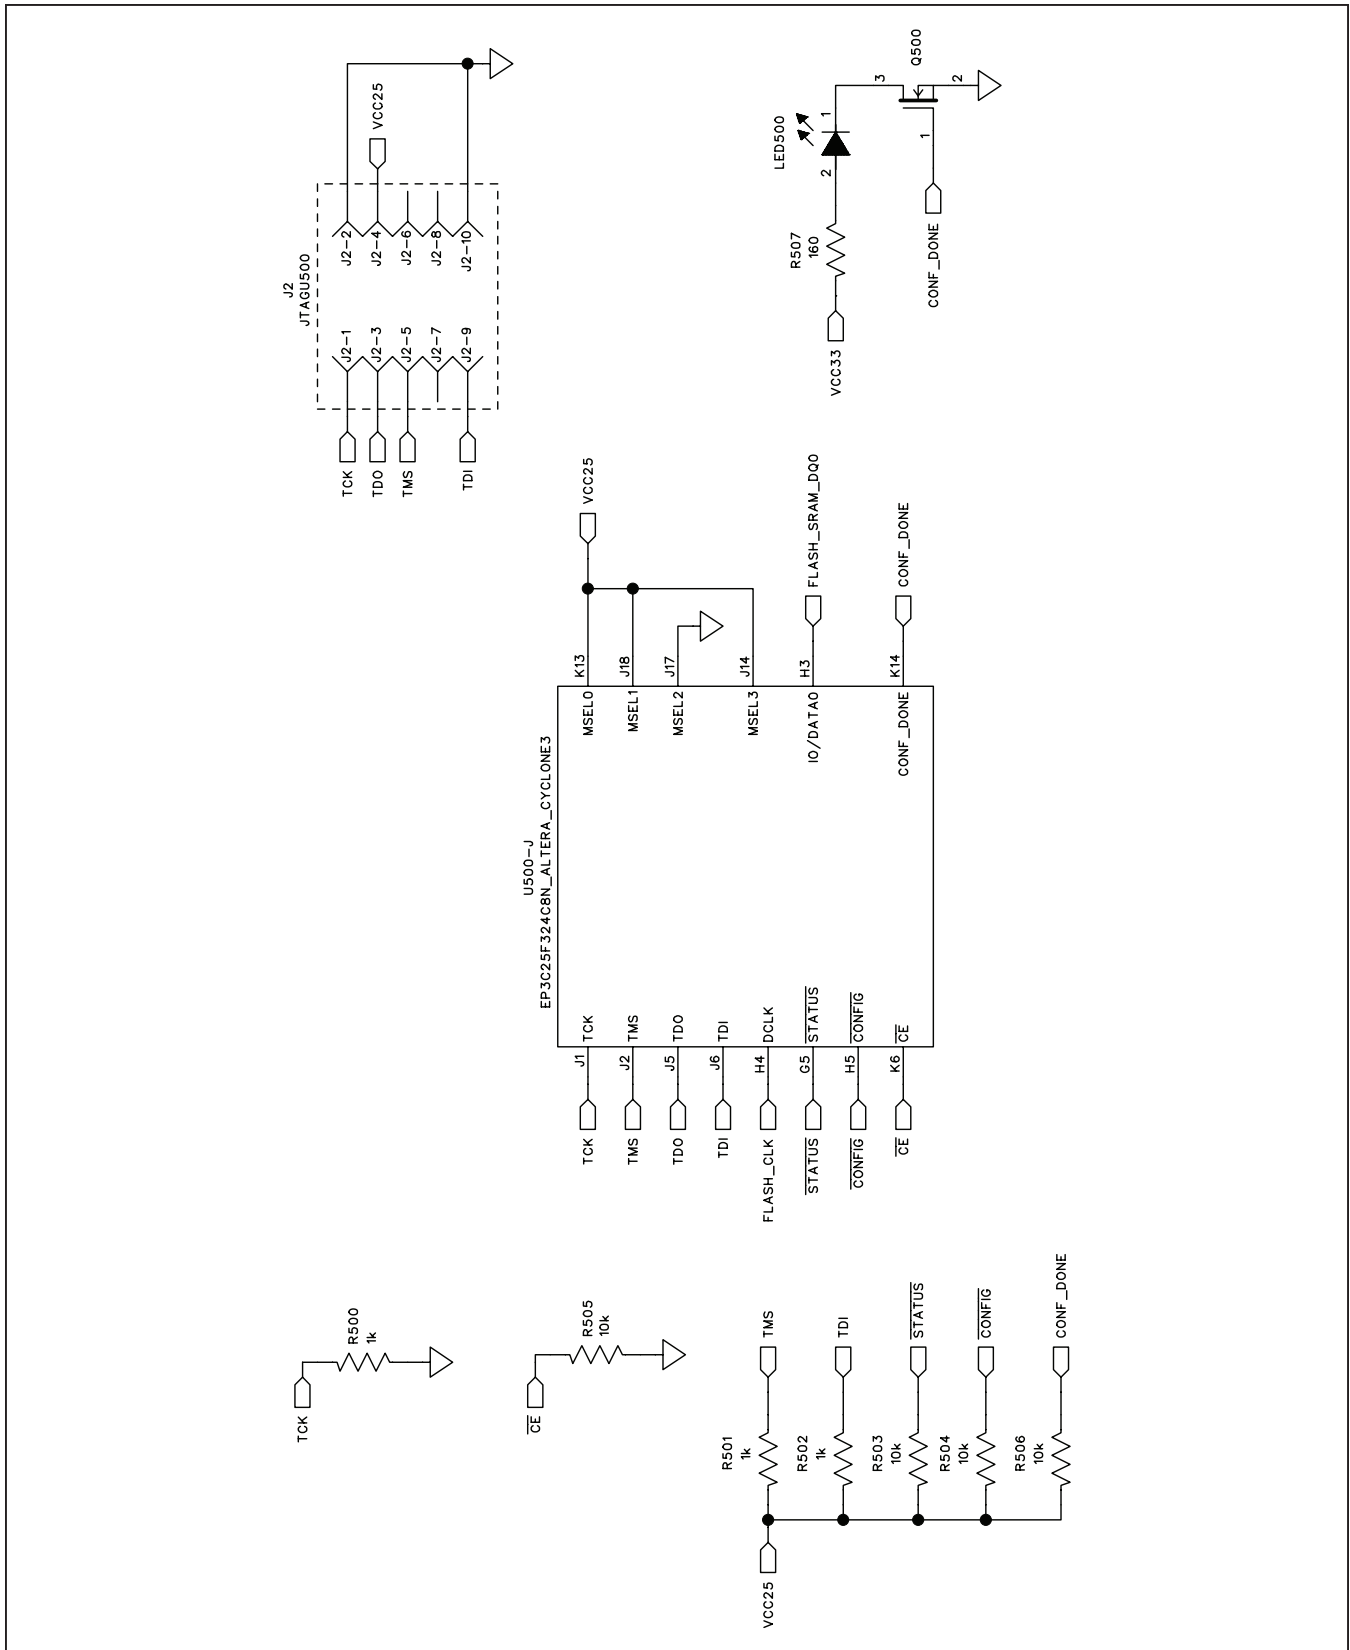 J2
JTAGU500
TCK
TDO
TMS
TDI
J2-1
J2-3
J2-5
J2-7
J2-9
J2-2
J2-4
J2-6
J2-8
J2-10
VCC25
VCC33
R507
160
LED500
2
1
3
Q500
2
1
CONF_DONE
U500-J
EP3C25F324C8N_ALTERA_CYCLONE3
TCK
J1
TCK
TMS
J2
TMS
TDO
J5
TDO
TDI
J6
TDI
FLASH_CLK
H4
DCLK
STATUS
G5
STATUS
CONFIG
H5
CONFIG
CE
K6
CE
MSEL0
K13
VCC25
MSEL1
J18
MSEL2
J17
MSEL3
J14
IO/DATA0
H3
FLASH_SRAM_DQ0
CONF_DONE
K14
CONF_DONE
TCK
R500
1k
CE
R505
10k
VCC25
R501
1k
TMS
R502
1k
TDI
R503
10k
STATUS
R504
10k
CONFIG
R506
10k
CONF_DONE